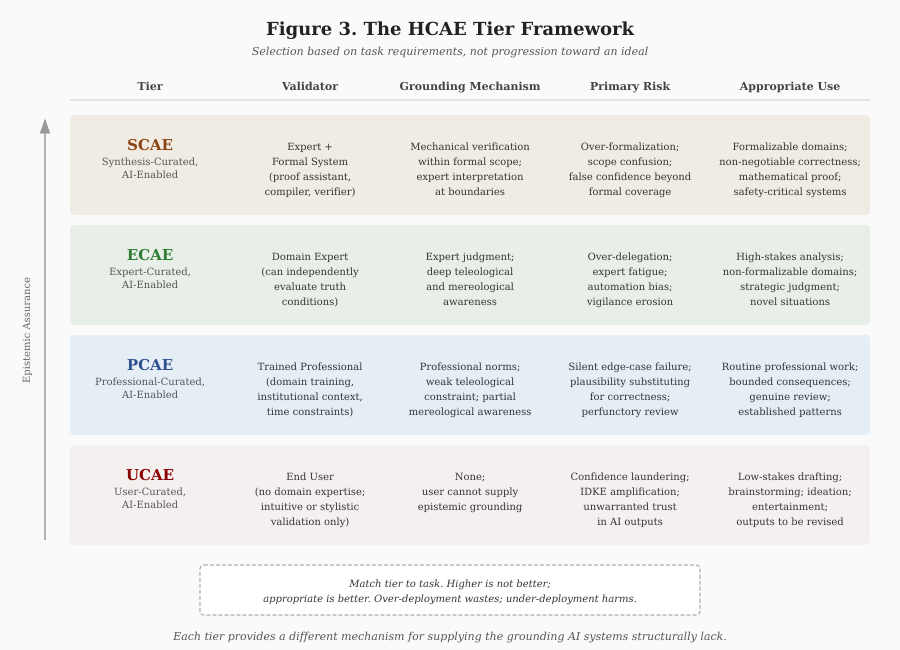 Figure 3. The HCAE Tier Framework
Selection based on task requirements, not progression toward an ideal
Tier
Validator
Grounding Mechanism
Primary Risk
Appropriate Use
Epistemic Assurance
SCAE
Synthesis-Curated,
AI-Enabled
Expert +
Formal System
(proof assistant,
compiler, verifier)
Mechanical verification
within formal scope;
expert interpretation
at boundaries
Over-formalization;
scope confusion;
false confidence beyond
formal coverage
Formalizable domains;
non-negotiable correctness;
mathematical proof;
safety-critical systems
ECAE
Expert-Curated,
AI-Enabled
Domain Expert
(can independently
evaluate truth
conditions)
Expert judgment;
deep teleological
and mereological
awareness
Over-delegation;
expert fatigue;
automation bias;
vigilance erosion
High-stakes analysis;
non-formalizable domains;
strategic judgment;
novel situations
PCAE
Professional-Curated,
AI-Enabled
Trained Professional
(domain training,
institutional context,
time constraints)
Professional norms;
weak teleological
constraint; partial
mereological awareness
Silent edge-case failure;
plausibility substituting
for correctness;
perfunctory review
Routine professional work;
bounded consequences;
genuine review;
established patterns
UCAE
User-Curated,
AI-Enabled
End User
(no domain expertise;
intuitive or stylistic
validation only)
None;
user cannot supply
epistemic grounding
Confidence laundering;
IDKE amplification;
unwarranted trust
in AI outputs
Low-stakes drafting;
brainstorming; ideation;
entertainment;
outputs to be revised
Match tier to task. Higher is not better;
appropriate is better. Over-deployment wastes; under-deployment harms.
Each tier provides a different mechanism for supplying the grounding AI systems structurally lack.